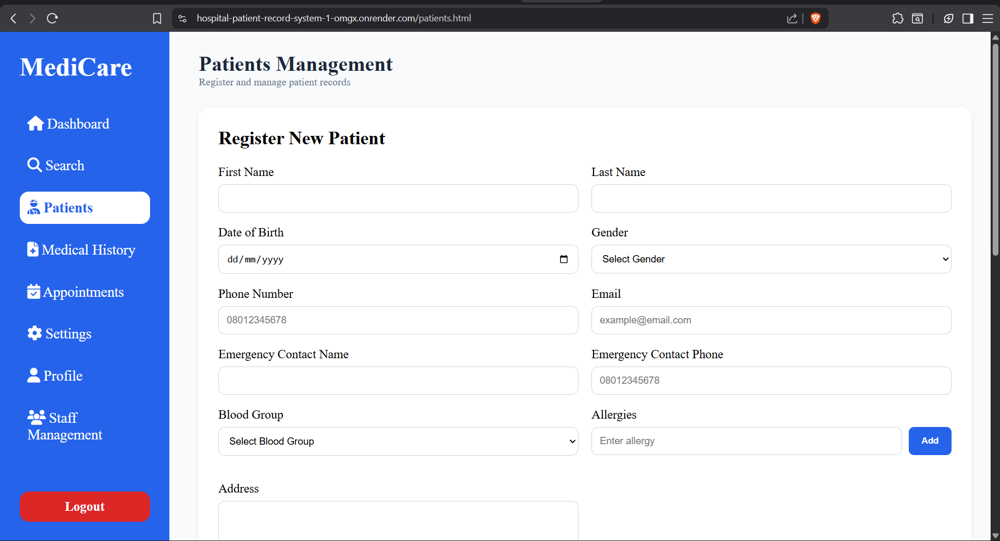 hospital-patient-record-system-1-omgx.onrender.com/patients.html
MediCare
Dashboard
Search
Patients
Medical History
Appointments
Settings
Profile
Staff
Management
Logout
Patients Management
Register and manage patient records
Register New Patient
First Name
Last Name
Date of Birth
Gender
dd/mm/yyyy
Select Gender
Phone Number
Email
08012345678
example@email.com
Emergency Contact Name
Emergency Contact Phone
08012345678
Blood Group
Allergies
Select Blood Group
Enter allergy
Add
Address